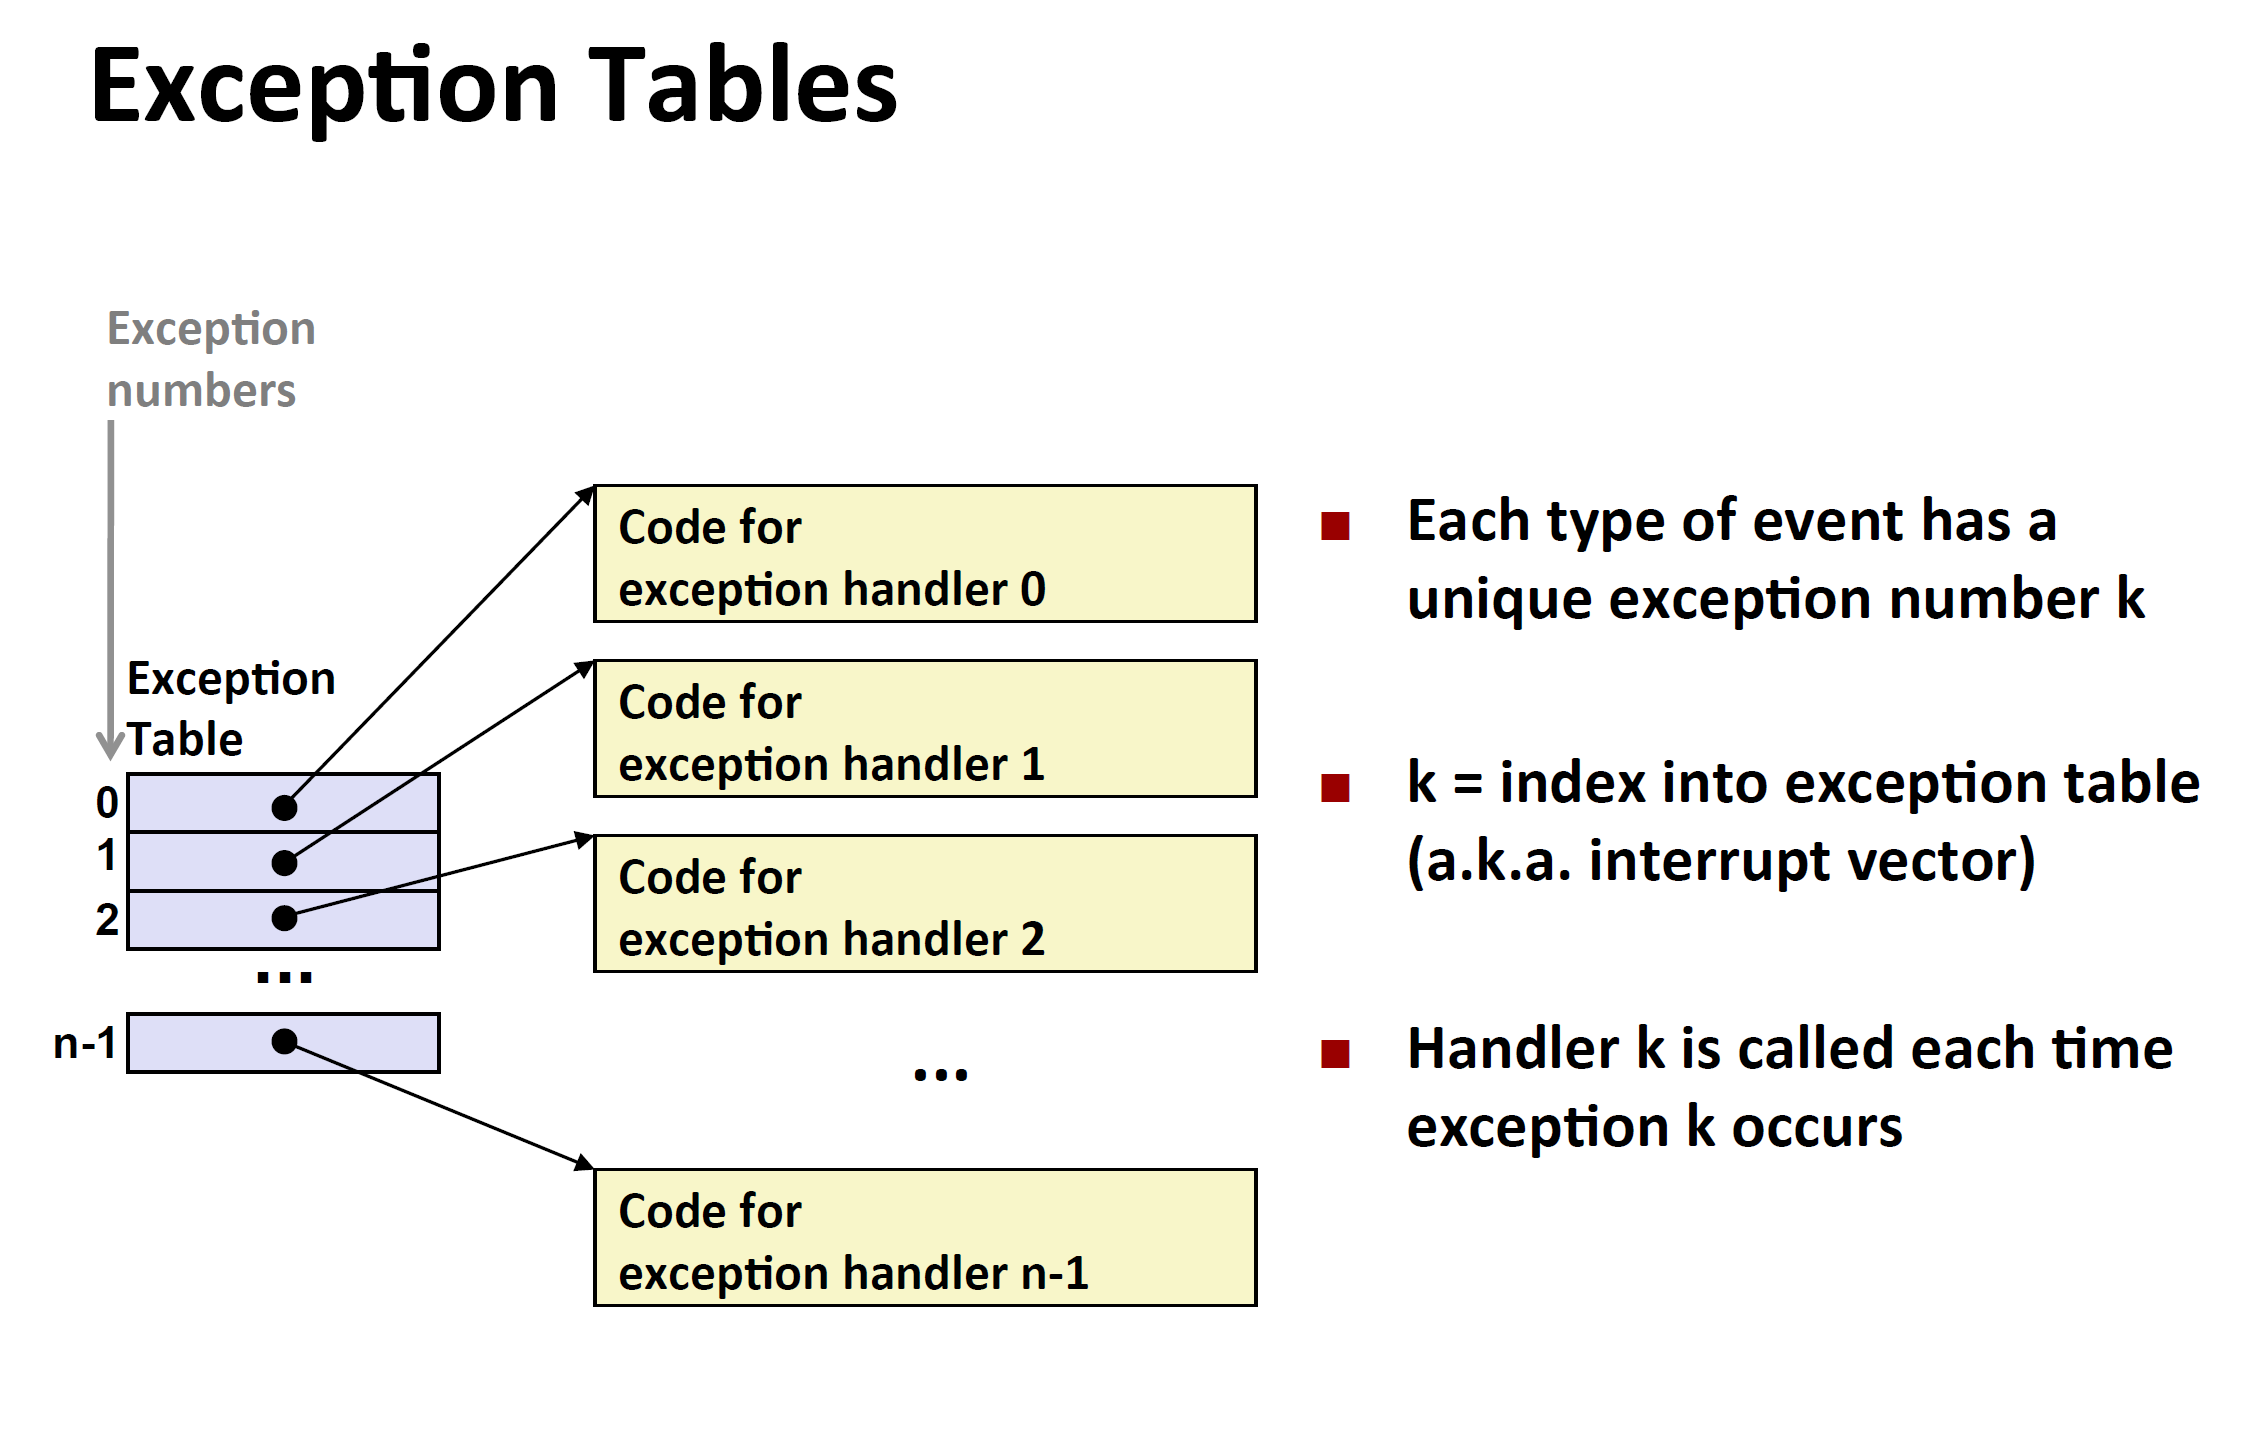 Exception Tables
Exception
numbers
Exception
Table
0
1
2
...
n-1
Code for
exception handler 0
Code for
exception handler 1
Code for
exception handler 2
...
Code for
exception handler n-1
Each type of event has a
unique exception number k
k = index into exception table
(a.k.a. interrupt vector)
Handler k is called each time
exception k occurs